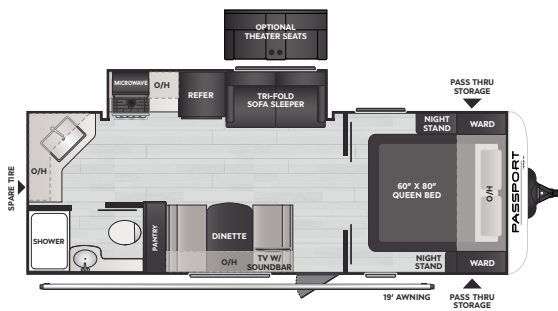 OPTIONAL
THEATER SEATS
MICROWAVE
O/H
REFER
TRI-FOLD
SOFA SLEEPER
PASS THRU
STORAGE
NIGHT
STAND
WARD
O/H
SPARE TIRE
60" X 80"
QUEEN BED
O/H
PASSPORT
SHOWER
PANTRY
DINETTE
O/H
TV W/
SOUNDBAR
NIGHT
STAND
WARD
19' AWNING
PASS THRU
STORAGE